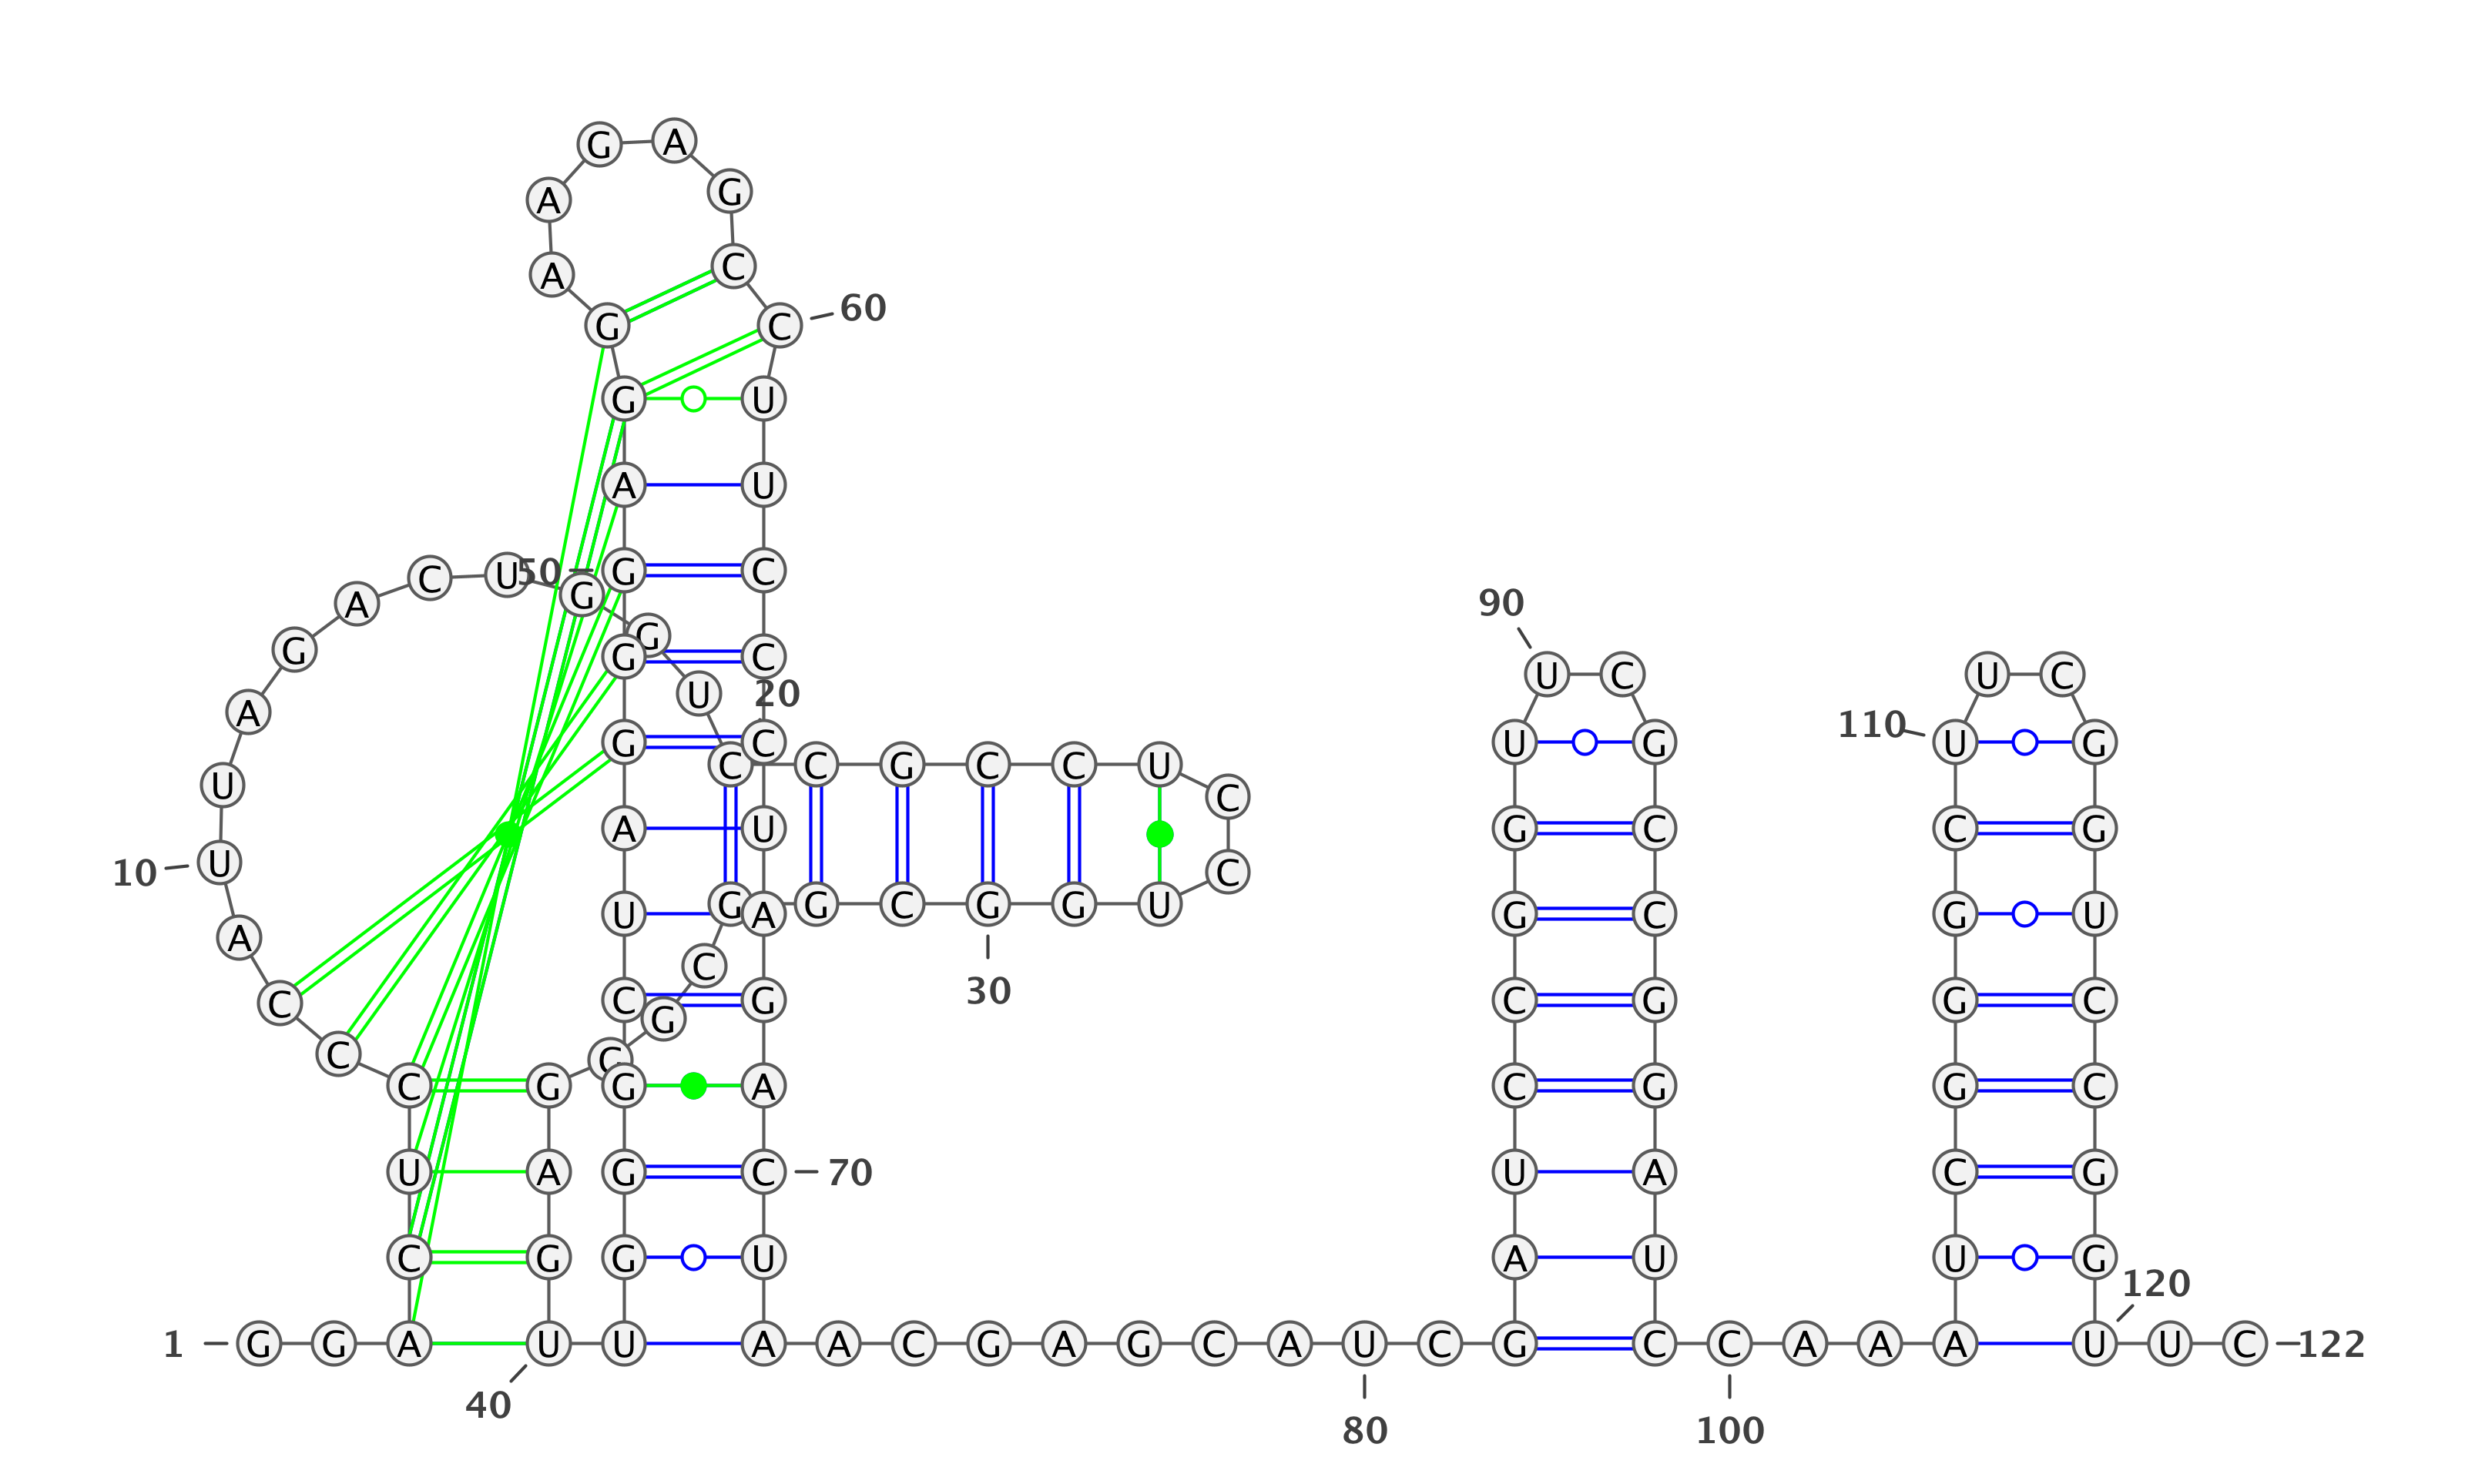 G A
A G
A C
60
G C
G U
A U
C U 50 G C
A G 90
G G
G C
U C U C
A U 20
110
G C U G U G
U C C G C C U
C
A U G C C G
10 U C
G G C G G U
U A G C G U
A
C
30
C C G C G G C
G
C C
C G G A C G G C
U A G C 70 U A C G
C G G U A U U G
120
1 G G A U U A A C G A G C A U C G C C A A A U U C 122
40
80 100